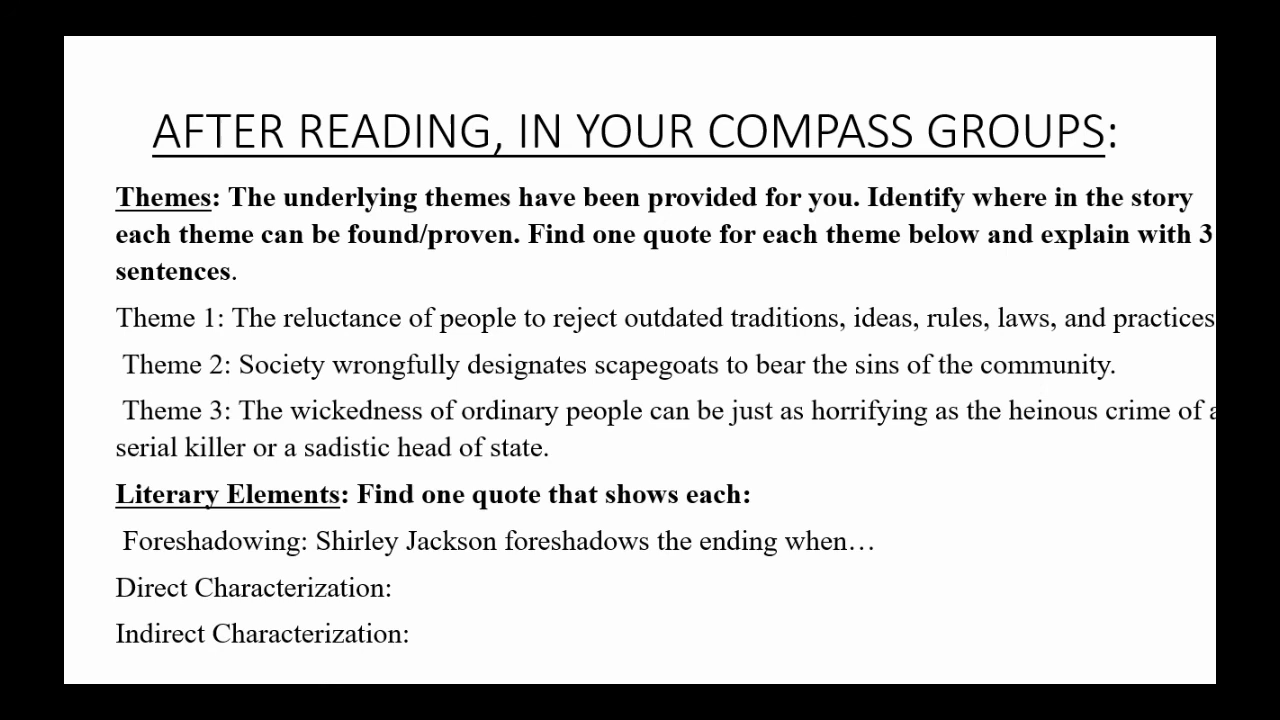 AFTER READING, IN YOUR COMPASS GROUPS:
Themes: The underlying themes have been provided for you. Identify where in the story
each theme can be found/proven. Find one quote for each theme below and explain with 3
sentences.
Theme 1: The reluctance of people to reject outdated traditions, ideas, rules, laws, and practices
Theme 2: Society wrongfully designates scapegoats to bear the sins of the community.
Theme 3: The wickedness of ordinary people can be just as horrifying as the heinous crime of a
serial killer or a sadistic head of state.
Literary Elements: Find one quote that shows each:
Foreshadowing: Shirley Jackson foreshadows the ending when…
Direct Characterization:
Indirect Characterization: